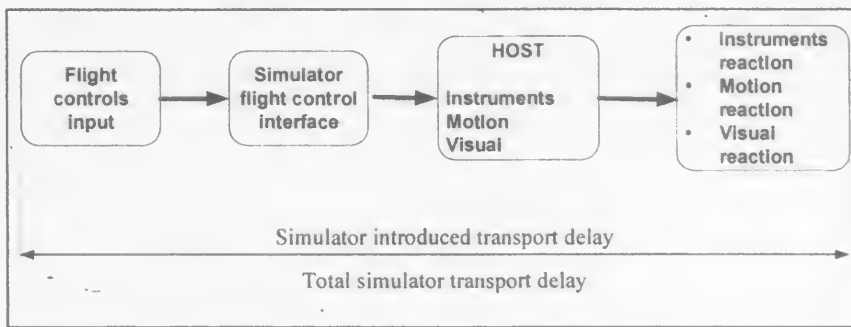 Flight
controls
input
Simulator
flight control
interface
HOST
Instruments
Motion
Visual
• Instruments
reaction
• Motion
reaction
• Visual
reaction
Simulator introduced transport delay
Total simulator transport delay